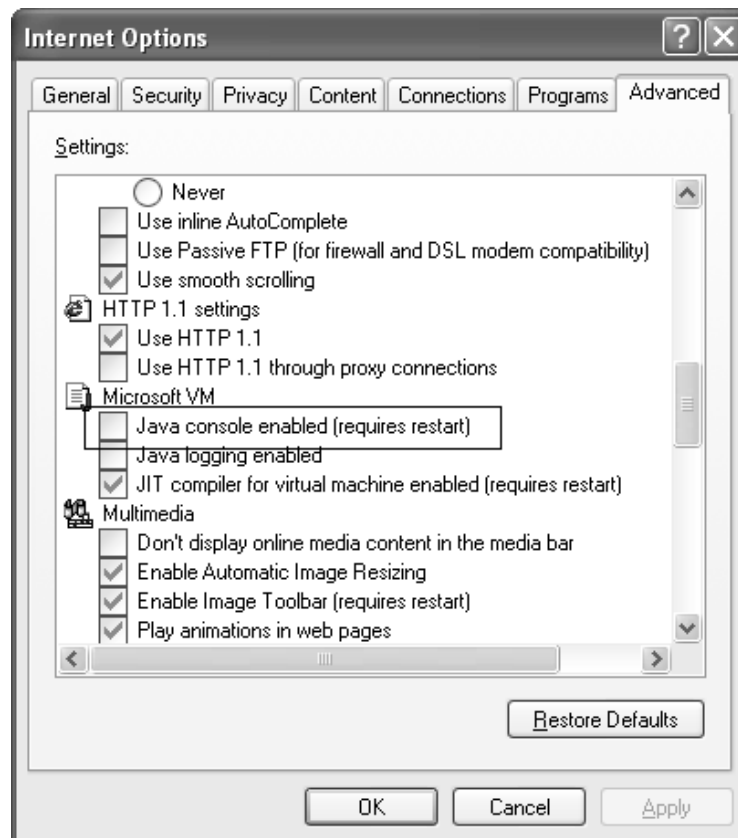 Internet Options
General Security Privacy Content Connections Programs Advanced
Settings:
Never
Use inline AutoComplete
Use Passive FTP (for firewall and DSL modem compatibility)
Use smooth scrolling
HTTP 1.1 settings
Use HTTP 1.1
Use HTTP 1.1 through proxy connections
Microsoft VM
Java console enabled (requires restart)
Java logging enabled
JIT compiler for virtual machine enabled (requires restart)
Multimedia
Don't display online media content in the media bar
Enable Automatic Image Resizing
Enable Image Toolbar (requires restart)
Play animations in web pages
Restore Defaults
OK Cancel Apply